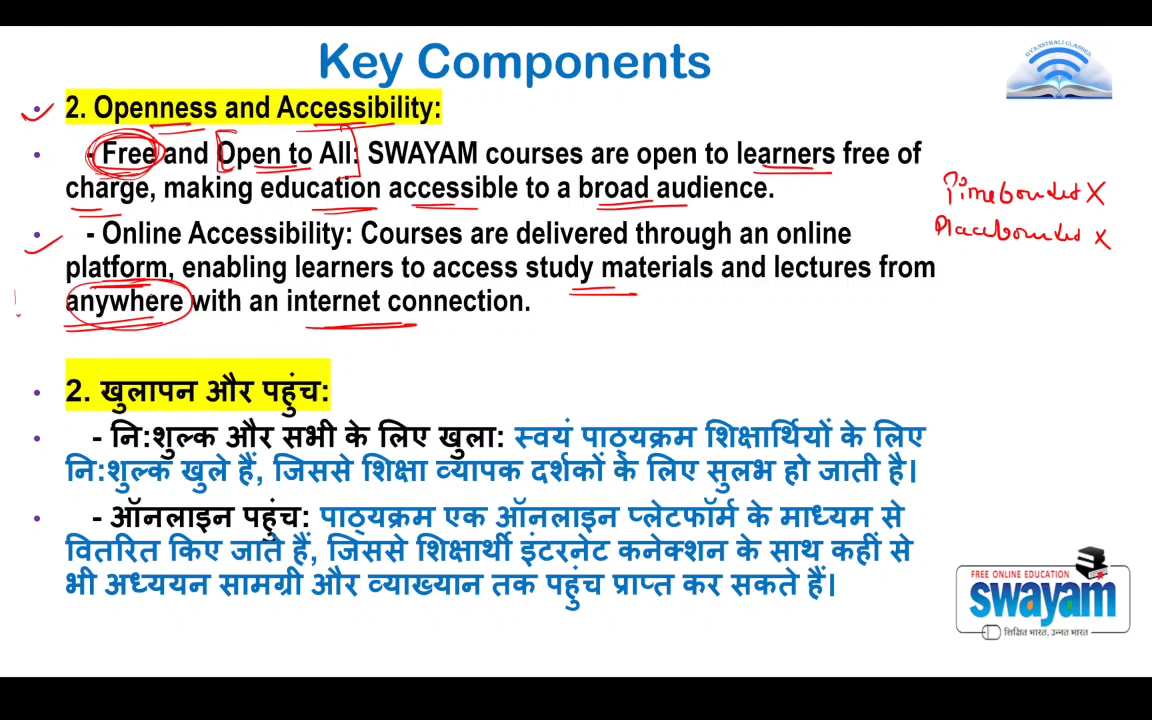 Key Components
GYANSTHALI CLASSES
• 2. Openness and Accessibility:
• - Free and Open to All: SWAYAM courses are open to learners free of
charge, making education accessible to a broad audience.
Timebounded X
Placebounded X
• - Online Accessibility: Courses are delivered through an online
platform, enabling learners to access study materials and lectures from
anywhere with an internet connection.
• 2. खुलापन और पहुंच:
• - नि:शुल्क और सभी के लिए खुला: स्वयं पाठ्यक्रम शिक्षार्थियों के लिए
नि:शुल्क खुले हैं, जिससे शिक्षा व्यापक दर्शकों के लिए सुलभ हो जाती है।
• - ऑनलाइन पहुंच: पाठ्यक्रम एक ऑनलाइन प्लेटफॉर्म के माध्यम से
वितरित किए जाते हैं, जिससे शिक्षार्थी इंटरनेट कनेक्शन के साथ कहीं से
भी अध्ययन सामग्री और व्याख्यान तक पहुंच प्राप्त कर सकते हैं।
FREE ONLINE EDUCATION
swayam
शिक्षित भारत, उन्नत भारत